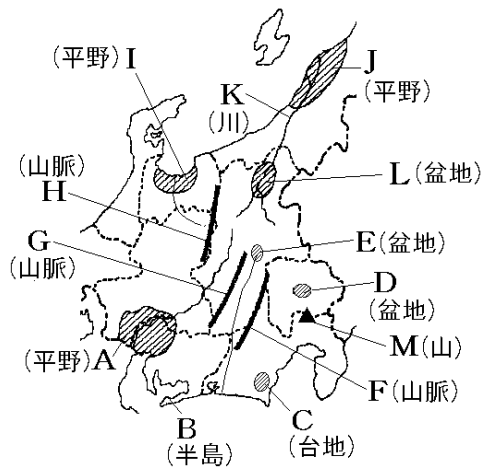 (平野) I
J
(平野)
K
(川)
(山脈)
H
L (盆地)
G
(山脈)
E (盆地)
D
(盆地)
(平野) A
M (山)
F (山脈)
B
(半島)
C
(台地)